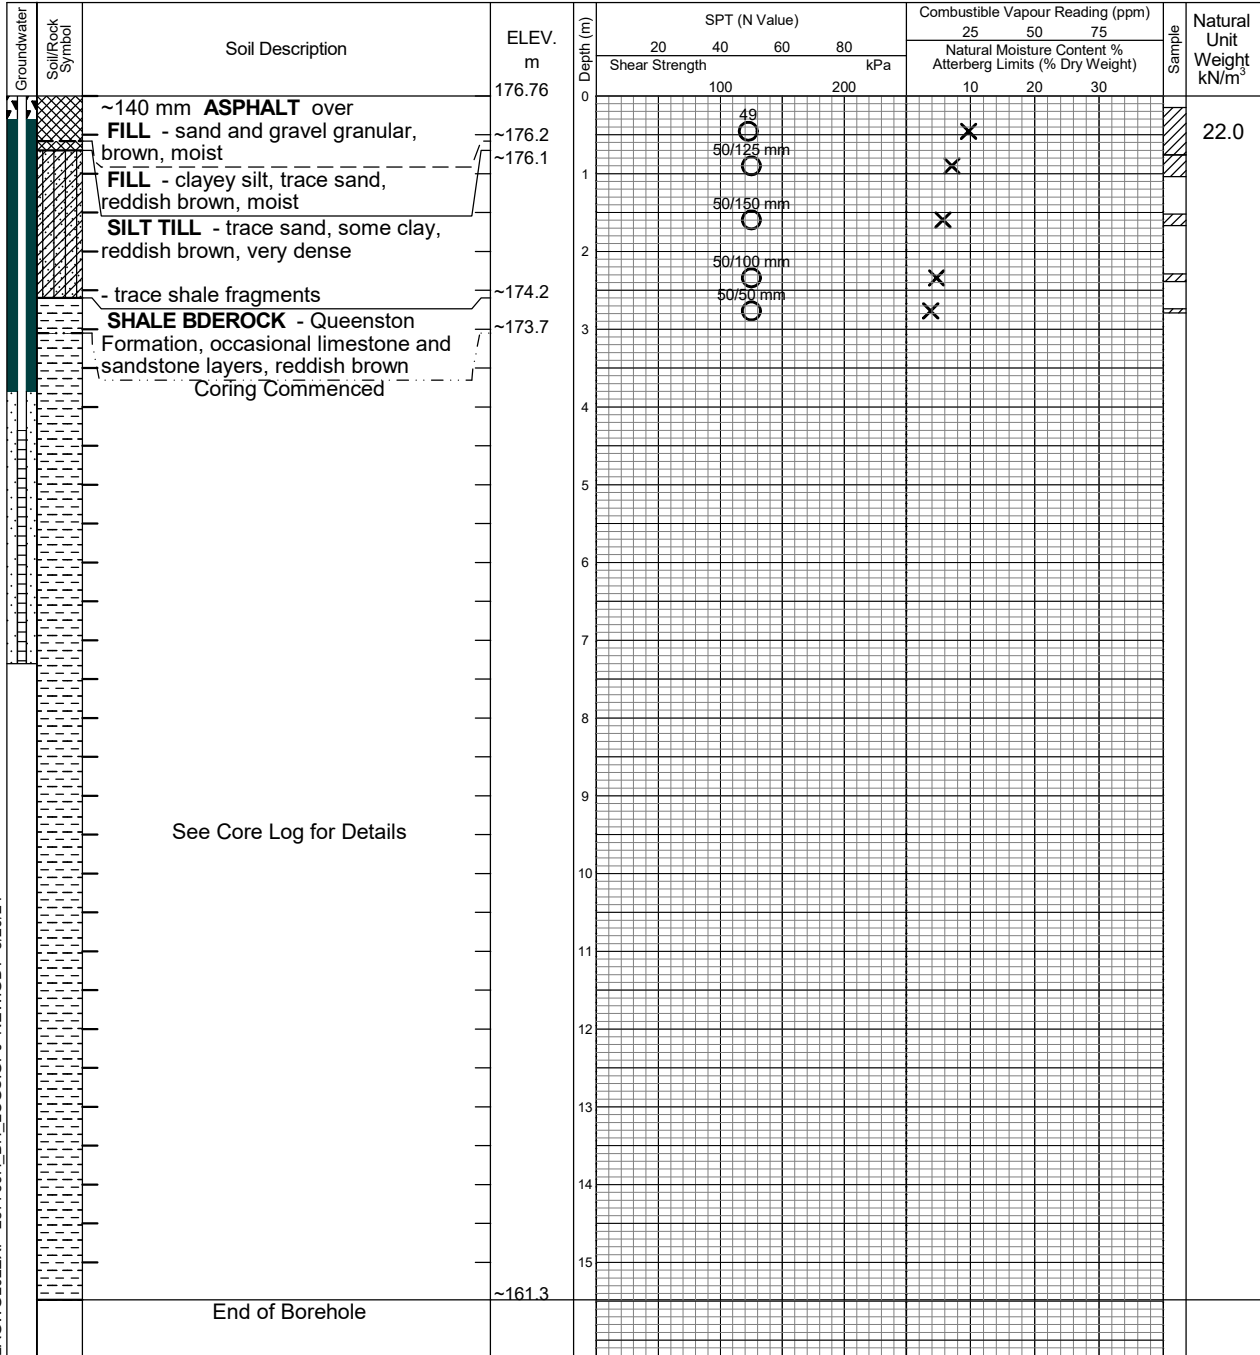 Groundwater
Soil/Rock
Symbol
Soil Description
ELEV.
m
Depth (m)
SPT (N Value)
20 40 60 80
Shear Strength kPa
100 200
Combustible Vapour Reading (ppm)
25 50 75
Natural Moisture Content %
Atterberg Limits (% Dry Weight)
10 20 30
Sample
Natural
Unit
Weight
kN/m³
176.76
0
~140 mm ASPHALT over
FILL - sand and gravel granular,
brown, moist
~176.2
49
22.0
~176.1
50/125 mm
FILL - clayey silt, trace sand,
reddish brown, moist
1
50/150 mm
SILT TILL - trace sand, some clay,
reddish brown, very dense
2
50/100 mm
- trace shale fragments
~174.2
50/50 mm
SHALE BDEROCK - Queenston
Formation, occasional limestone and
sandstone layers, reddish brown
~173.7
3
Coring Commenced
4
5
6
7
8
9
See Core Log for Details
10
11
12
13
14
15
~161.3
End of Borehole